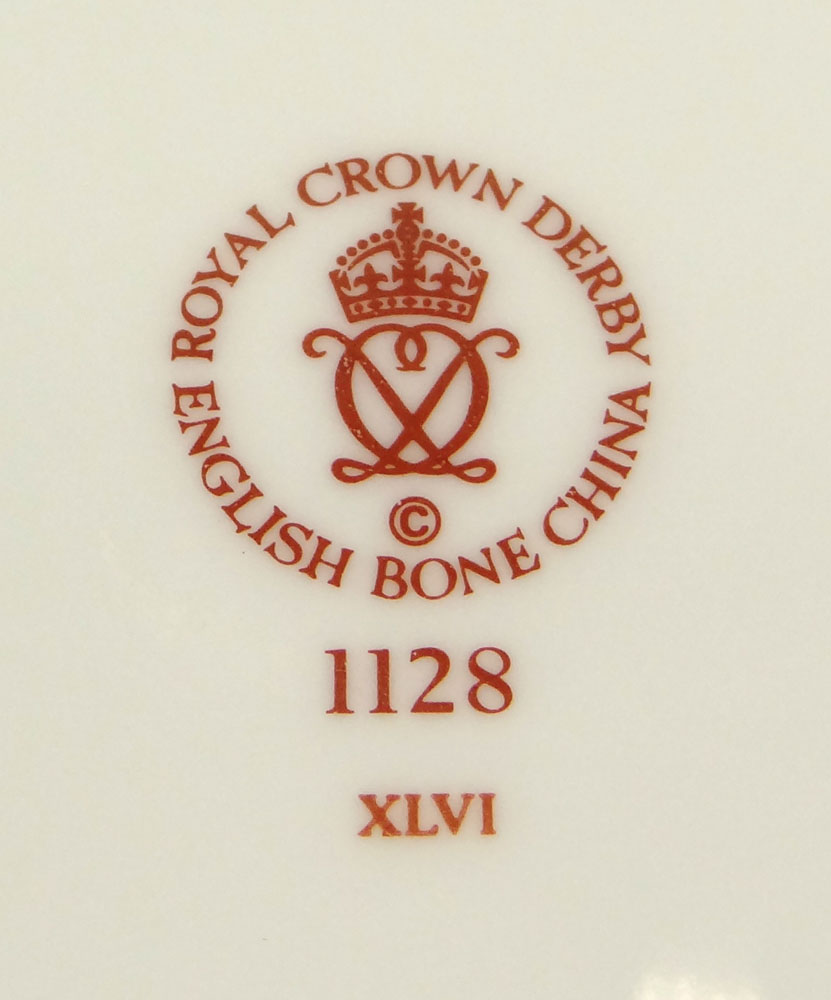 ROYAL CROWN DERBY
©
ENGLISH BONE CHINA
1128
XLVI